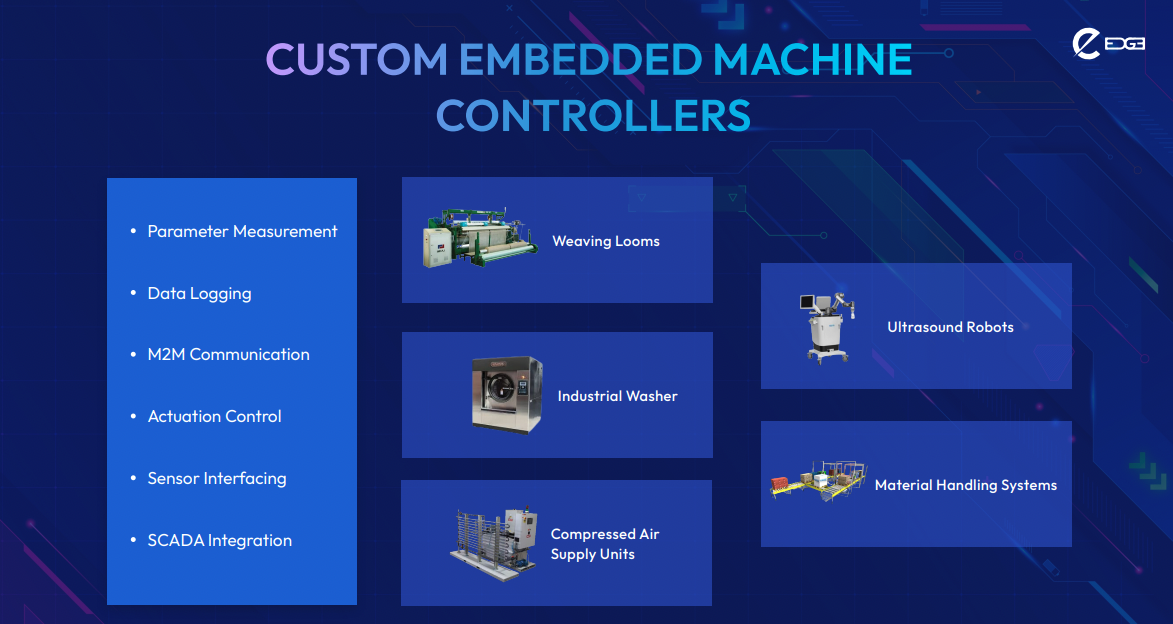 CUSTOM EMBEDDED MACHINE
CONTROLLERS
EDGE
• Parameter Measurement
• Data Logging
• M2M Communication
• Actuation Control
• Sensor Interfacing
• SCADA Integration
Weaving Looms
Industrial Washer
Compressed Air
Supply Units
Ultrasound Robots
Material Handling Systems